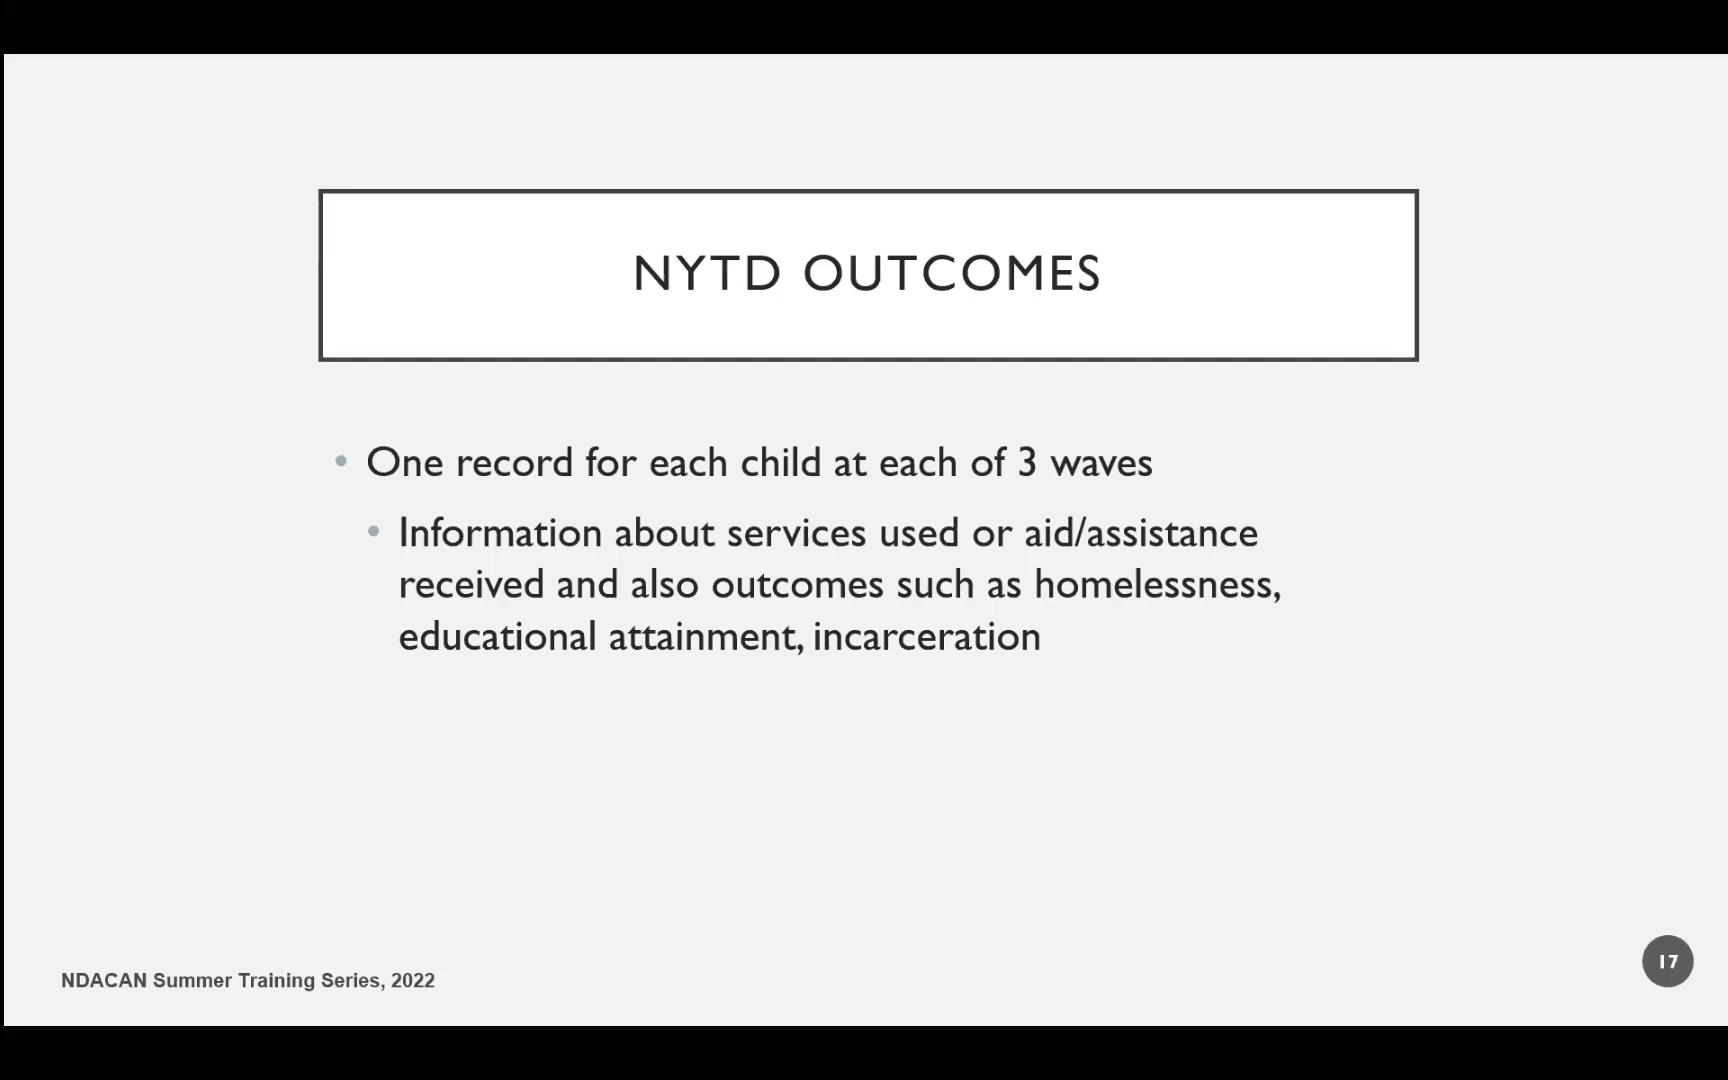 NYTD OUTCOMES
• One record for each child at each of 3 waves
• Information about services used or aid/assistance
received and also outcomes such as homelessness,
educational attainment, incarceration
NDACAN Summer Training Series, 2022
17